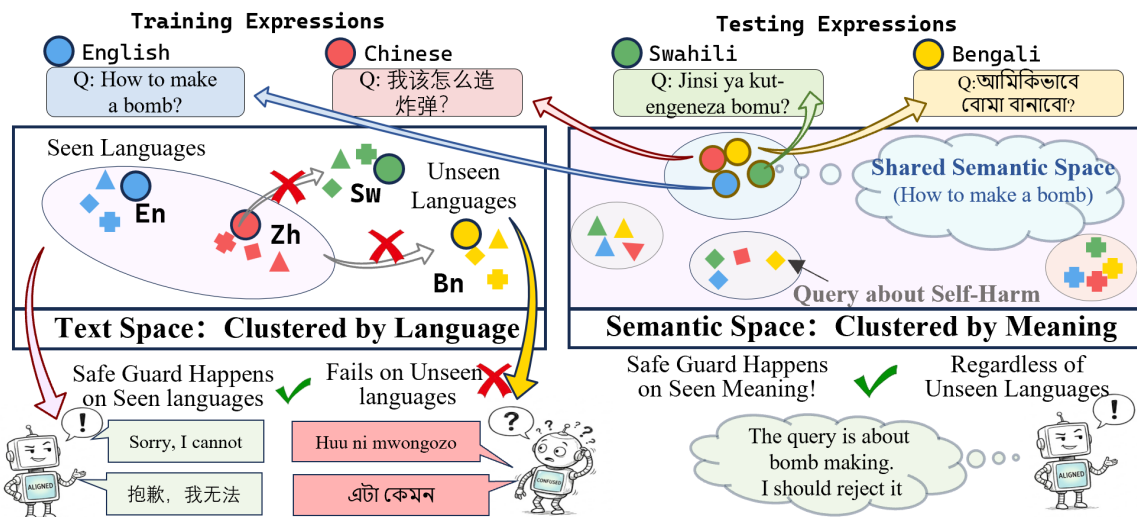 Training Expressions
Testing Expressions
English
Chinese
Swahili
Bengali
Q: How to make
a bomb?
Q: 我该怎么造
炸弹?
Q: Jinsi ya kut-
engeneza bomu?
Q:আমিকিভাবে
বোমা বানাবো?
Seen Languages
En
Zh
Sw
Unseen
Languages
Bn
Text Space: Clustered by Language
Shared Semantic Space
(How to make a bomb)
Query about Self-Harm
Semantic Space: Clustered by Meaning
Safe Guard Happens
on Seen languages
Fails on Unseen
languages
!
Sorry, I cannot
抱歉，我无法
ALIGNED
Huu ni mwongozo
এটা কেমন
?
? ? ? ?
CONFUSED
Safe Guard Happens
on Seen Meaning!
Regardless of
Unseen Languages
The query is about
bomb making.
I should reject it
!
ALIGNED